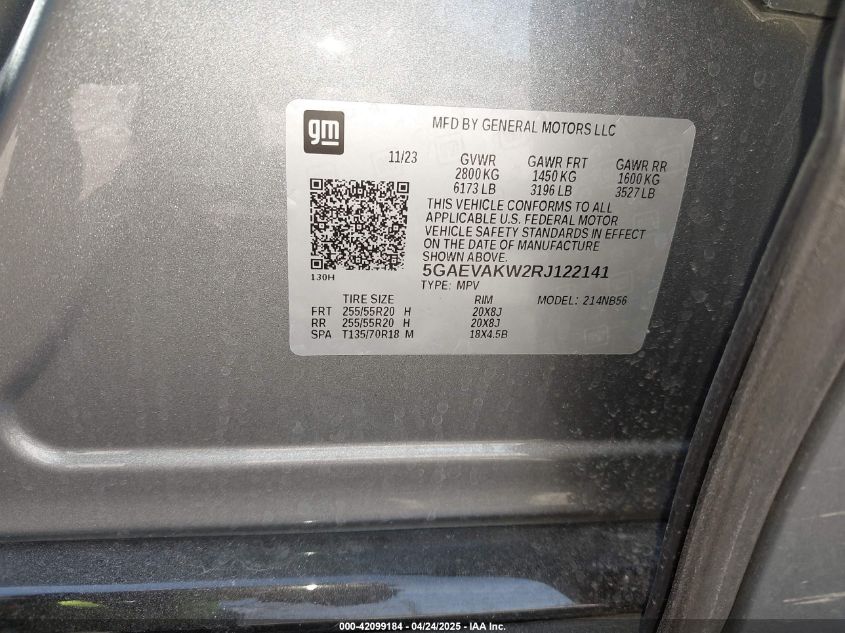 gm
MFD BY GENERAL MOTORS LLC
11/23 GVWR GAWR FRT GAWR RR
2800 KG 1450 KG 1600 KG
6173 LB 3196 LB 3527 LB
THIS VEHICLE CONFORMS TO ALL
APPLICABLE U.S. FEDERAL MOTOR
VEHICLE SAFETY STANDARDS IN EFFECT
ON THE DATE OF MANUFACTURE
SHOWN ABOVE.
130H 5GAEVAKW2RJ122141
TYPE: MPV
TIRE SIZE RIM MODEL: 214NB56
FRT 255/55R20 H 20X8J
RR 255/55R20 H 20X8J
SPA T135/70R18 M 18X4.5B
000-42099184 - 04/24/2025 - IAA Inc.